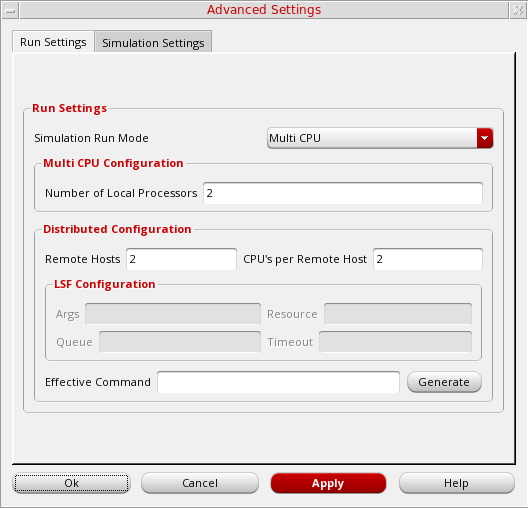 Advanced Settings
Run Settings Simulation Settings
Run Settings
Simulation Run Mode Multi CPU
Multi CPU Configuration
Number of Local Processors 2
Distributed Configuration
Remote Hosts 2 CPU's per Remote Host 2
LSF Configuration
Args Resource
Queue Timeout
Effective Command Generate
Ok Cancel Apply Help